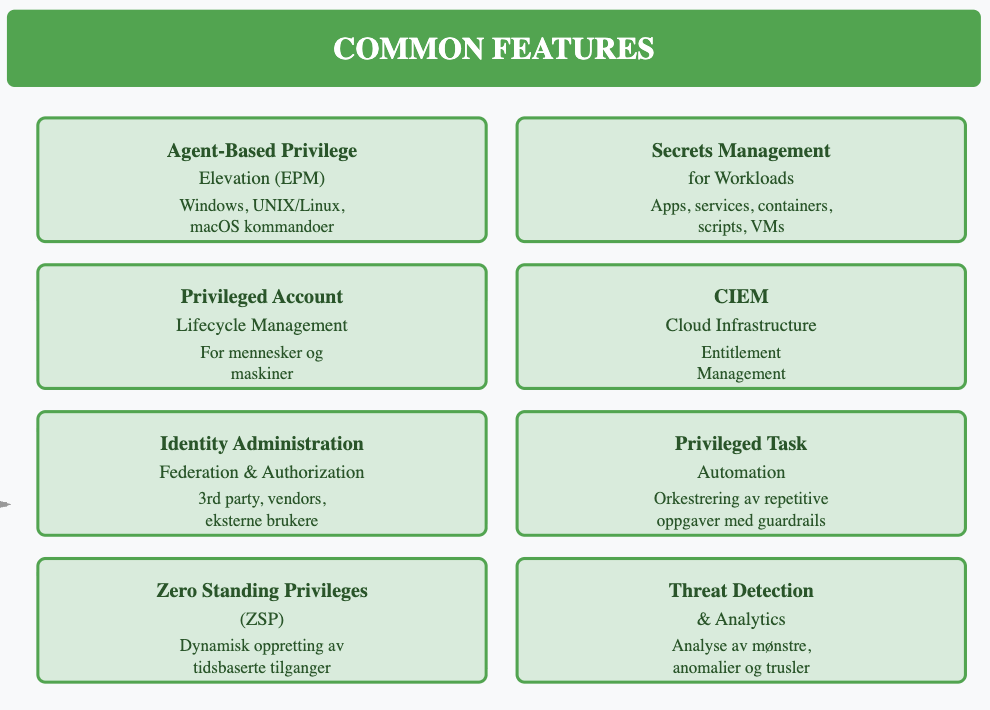 COMMON FEATURES
Agent-Based Privilege
Elevation (EPM)
Windows, UNIX/Linux,
macOS kommandoer
Secrets Management
for Workloads
Apps, services, containers,
scripts, VMs
Privileged Account
Lifecycle Management
For mennesker og
maskiner
CIEM
Cloud Infrastructure
Entitlement
Management
Identity Administration
Federation & Authorization
3rd party, vendors,
eksterne brukere
Privileged Task
Automation
Orkestrering av repetitive
oppgaver med guardrails
Zero Standing Privileges
(ZSP)
Dynamisk oppretting av
tidsbaserte tilganger
Threat Detection
& Analytics
Analyse av mønstre,
anomalier og trusler